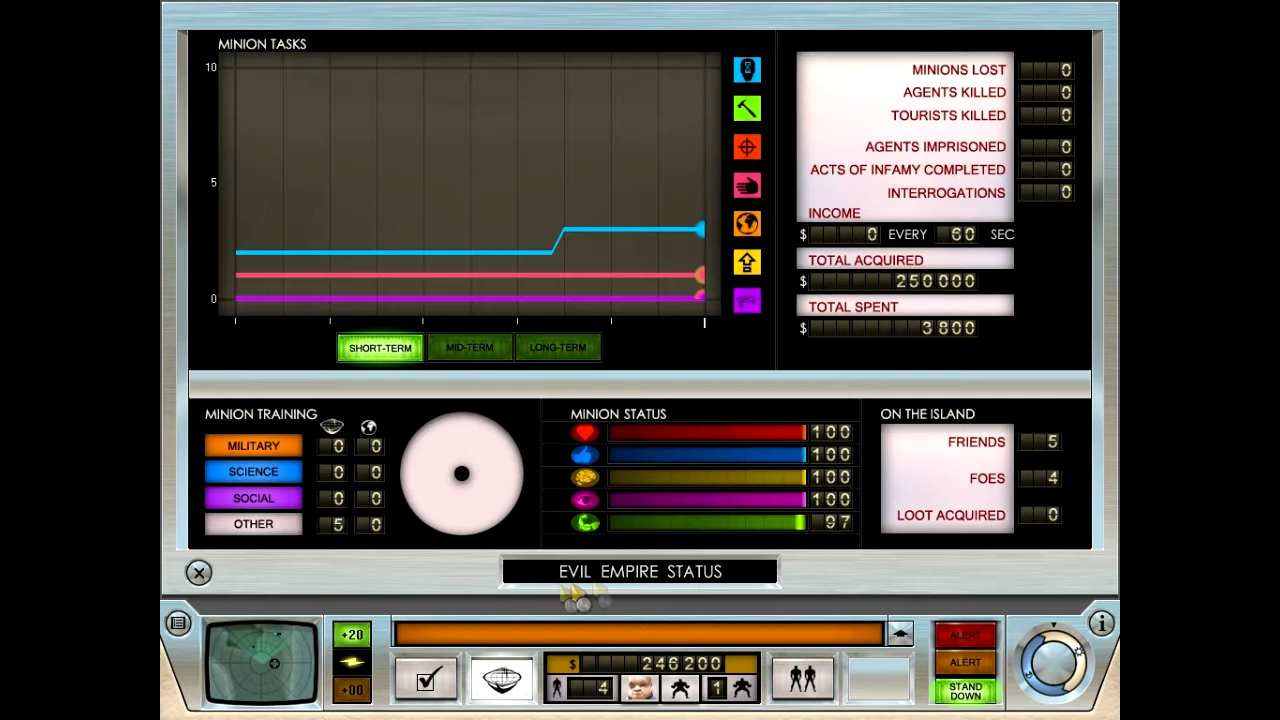 MINION TASKS
10
5
0
SHORT-TERM
MID-TERM
LONG-TERM
MINIONS LOST 0
AGENTS KILLED 0
TOURISTS KILLED 0
AGENTS IMPRISONED 0
ACTS OF INFAMY COMPLETED 0
INTERROGATIONS 0
INCOME
$ 0 EVERY 60 SEC
TOTAL ACQUIRED
$ 250000
TOTAL SPENT
$ 3800
MINION TRAINING
MILITARY 0 0
SCIENCE 0 0
SOCIAL 0 0
OTHER 5 0
MINION STATUS
100
100
100
100
97
ON THE ISLAND
FRIENDS 5
FOES 4
LOOT ACQUIRED 0
EVIL EMPIRE STATUS
+20
+00
$ 246200
4 1
ALERT
ALERT
STAND
DOWN
i